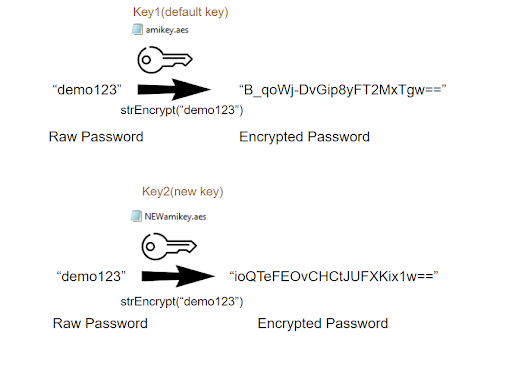 Key1(default key)
amikey.aes
“demo123” “B_qoWj-DvGip8yFT2MxTgw==”
strEncrypt(“demo123”)
Raw Password Encrypted Password
Key2(new key)
NEWamikey.aes
“demo123” “ioQTeFEOvCHCtJUFXKix1w==”
strEncrypt(“demo123”)
Raw Password Encrypted Password